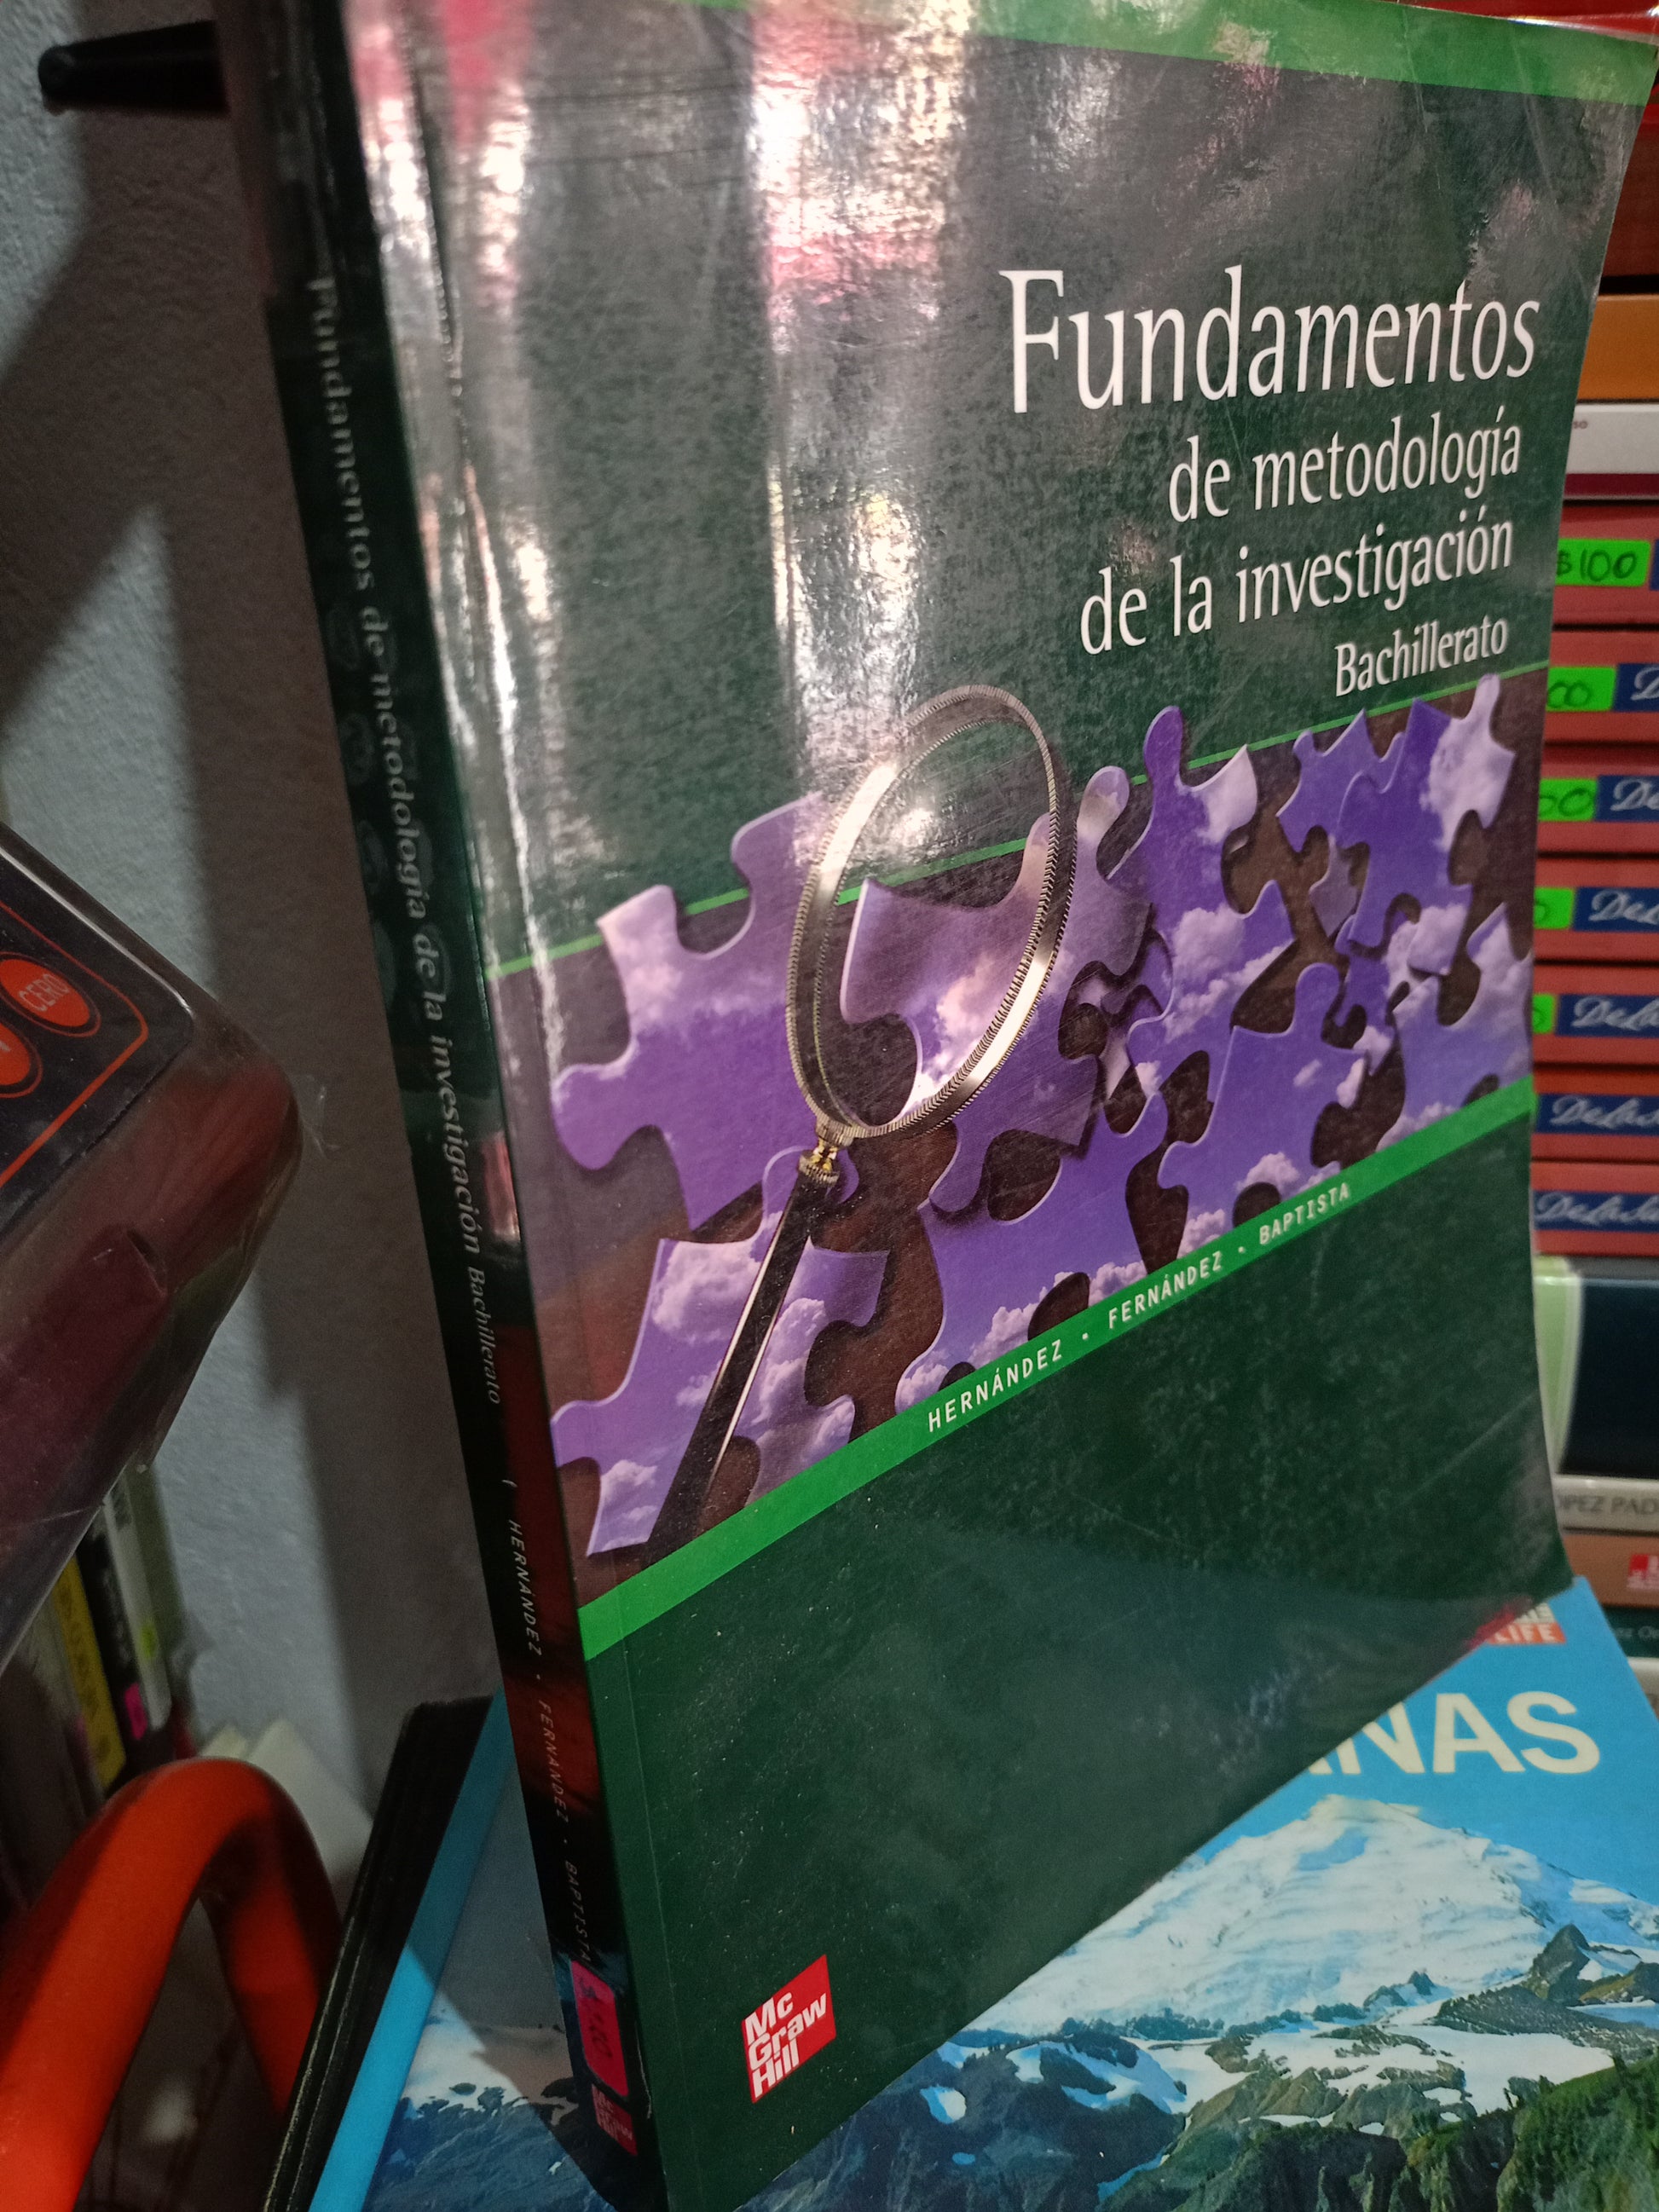 Fundamentos
de metodología
de la investigación
Bachillerato
HERNÁNDEZ • FERNÁNDEZ • BAPTISTA
Mc
Graw
Hill
Fundamentos de metodología de la investigación Bachillerato
HERNÁNDEZ • FERNÁNDEZ • BAPTISTA
CERO
$100
LIFE